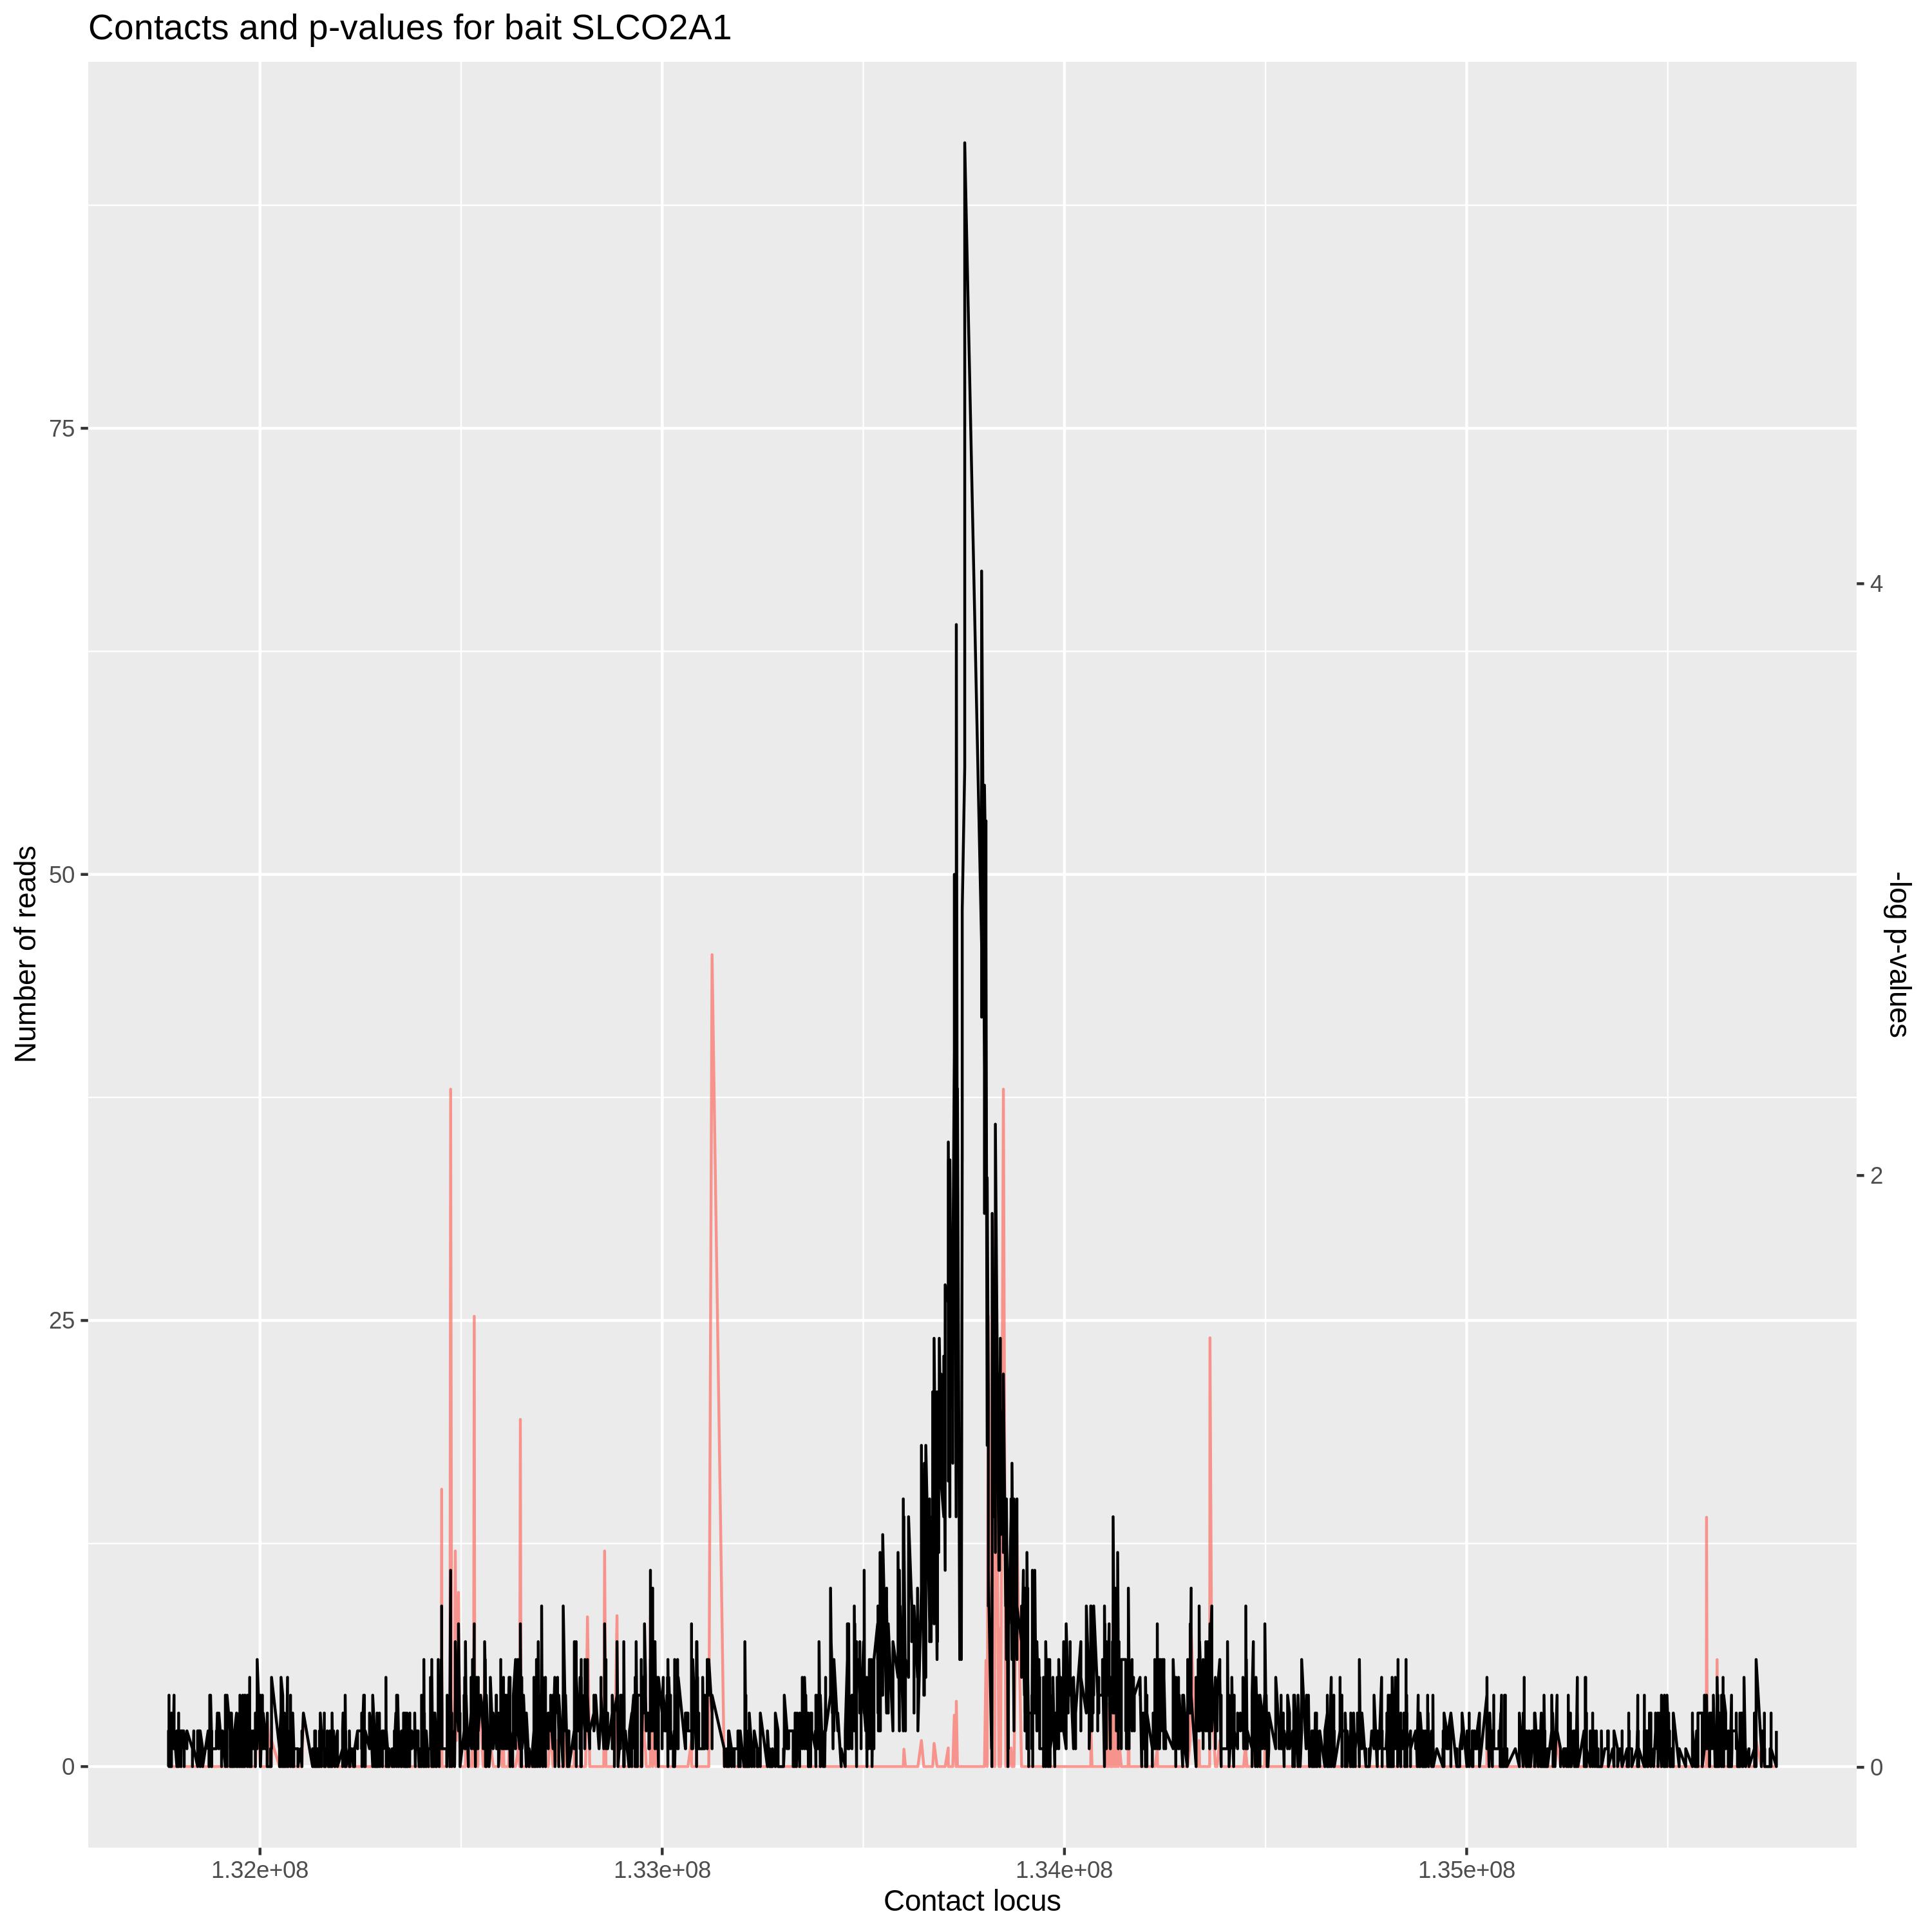 Contacts and p-values for bait SLCO2A1
75
50
25
0
Number of reads
4
2
0
-log p-values
1.32e+08
1.33e+08
1.34e+08
1.35e+08
Contact locus